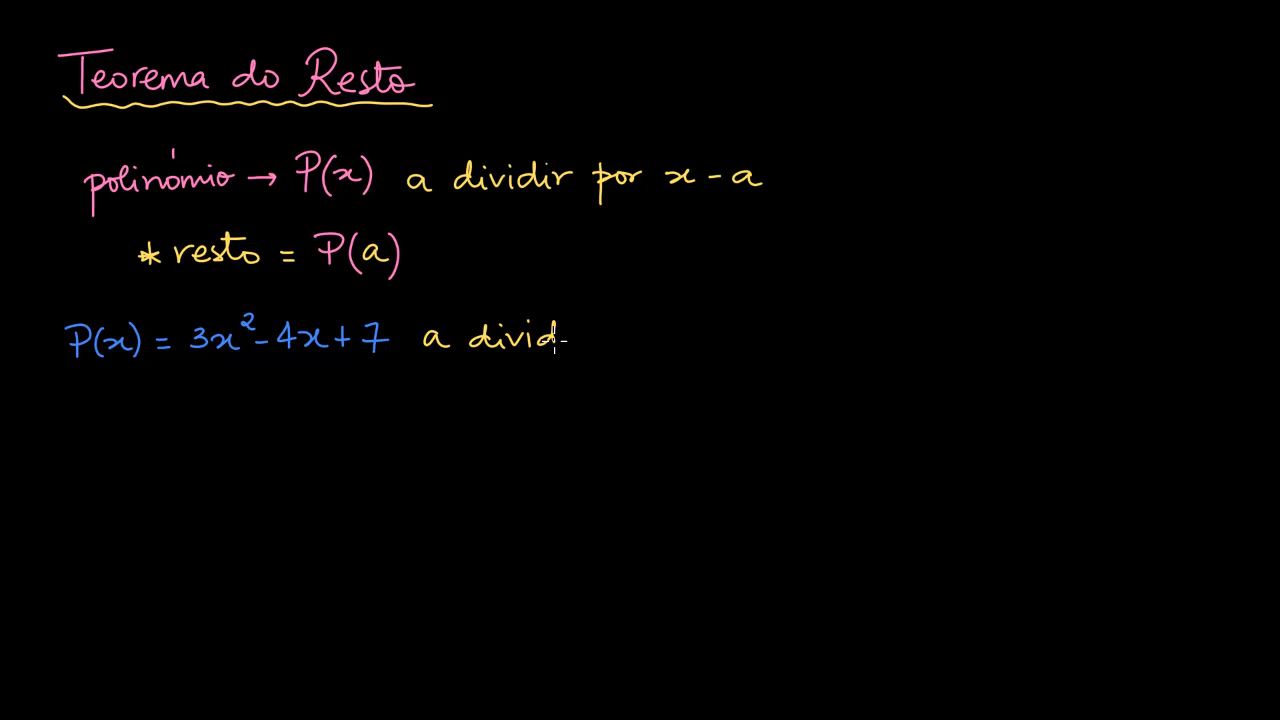 Teorema do Resto
polinómio → P(x) a dividir por x - a
* resto = P(a)
P(x) = 3x² - 4x + 7 a divid